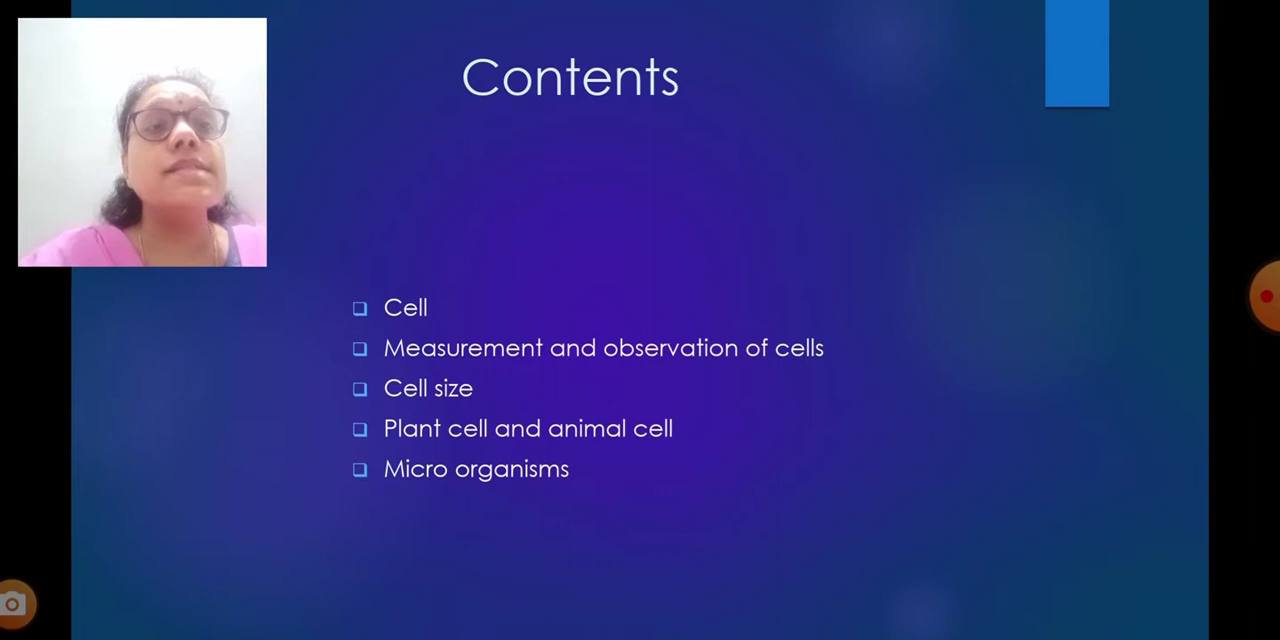 Contents
Cell
Measurement and observation of cells
Cell size
Plant cell and animal cell
Micro organisms